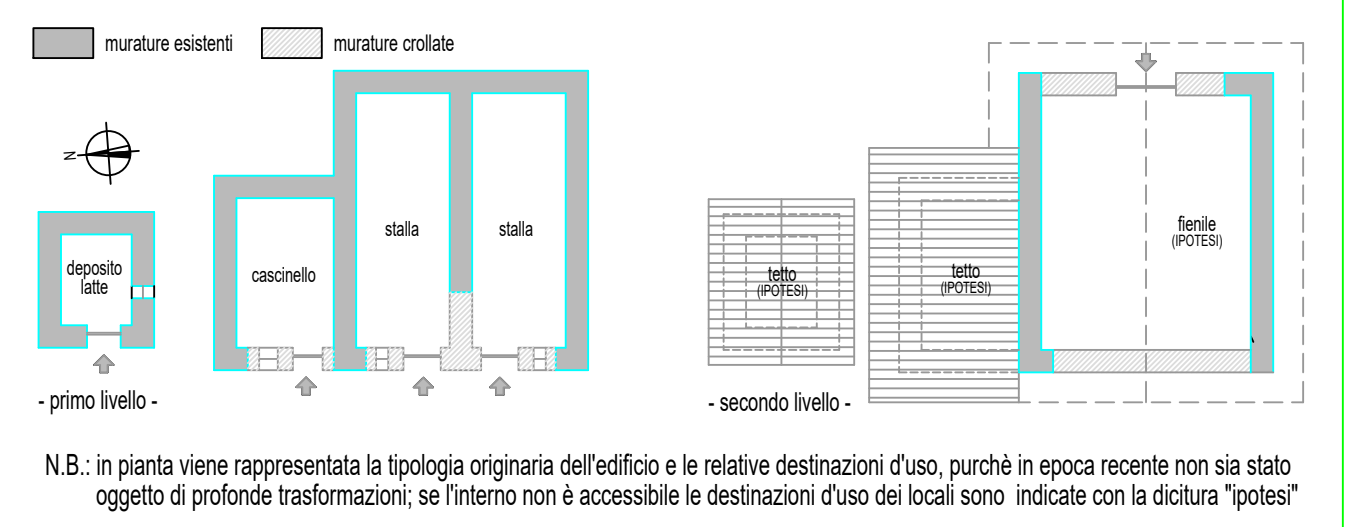 murature esistenti
murature crollate
N
deposito
latte
cascinello
stalla
stalla
- primo livello -
tetto
(IPOTESI)
tetto
(IPOTESI)
fienile
(IPOTESI)
- secondo livello -
N.B.: in pianta viene rappresentata la tipologia originaria dell'edificio e le relative destinazioni d'uso, purchè in epoca recente non sia stato
oggetto di profonde trasformazioni; se l'interno non è accessibile le destinazioni d'uso dei locali sono indicate con la dicitura "ipotesi"